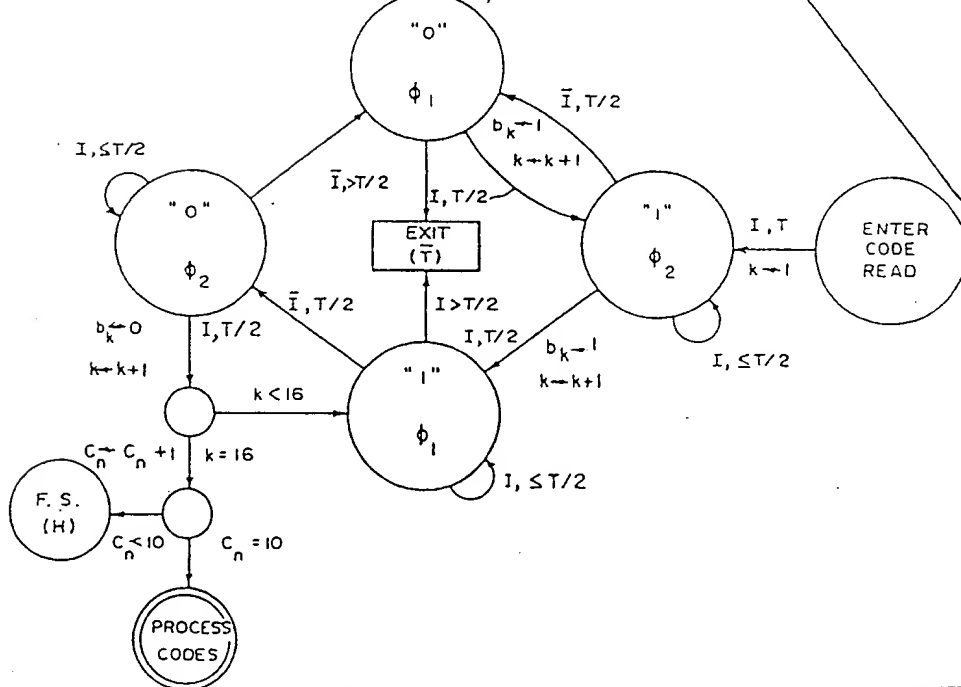 "0"
ϕ1
Ī, T/2
b_k←1
k←k+1
I, ≤T/2
Ī, >T/2
I, T/2
"0"
ϕ2
EXIT
(T̄)
"1"
ϕ2
I, T
k→1
ENTER
CODE
READ
Ī, T/2
I>T/2
b_k←0
I, T/2
k←k+1
I, T/2
b_k→1
k←k+1
I, ≤T/2
k<16
"1"
ϕ1
C_n←C_n+1
k=16
I, ≤T/2
F. S.
(H)
C_n<10
C_n=10
PROCESS
CODES